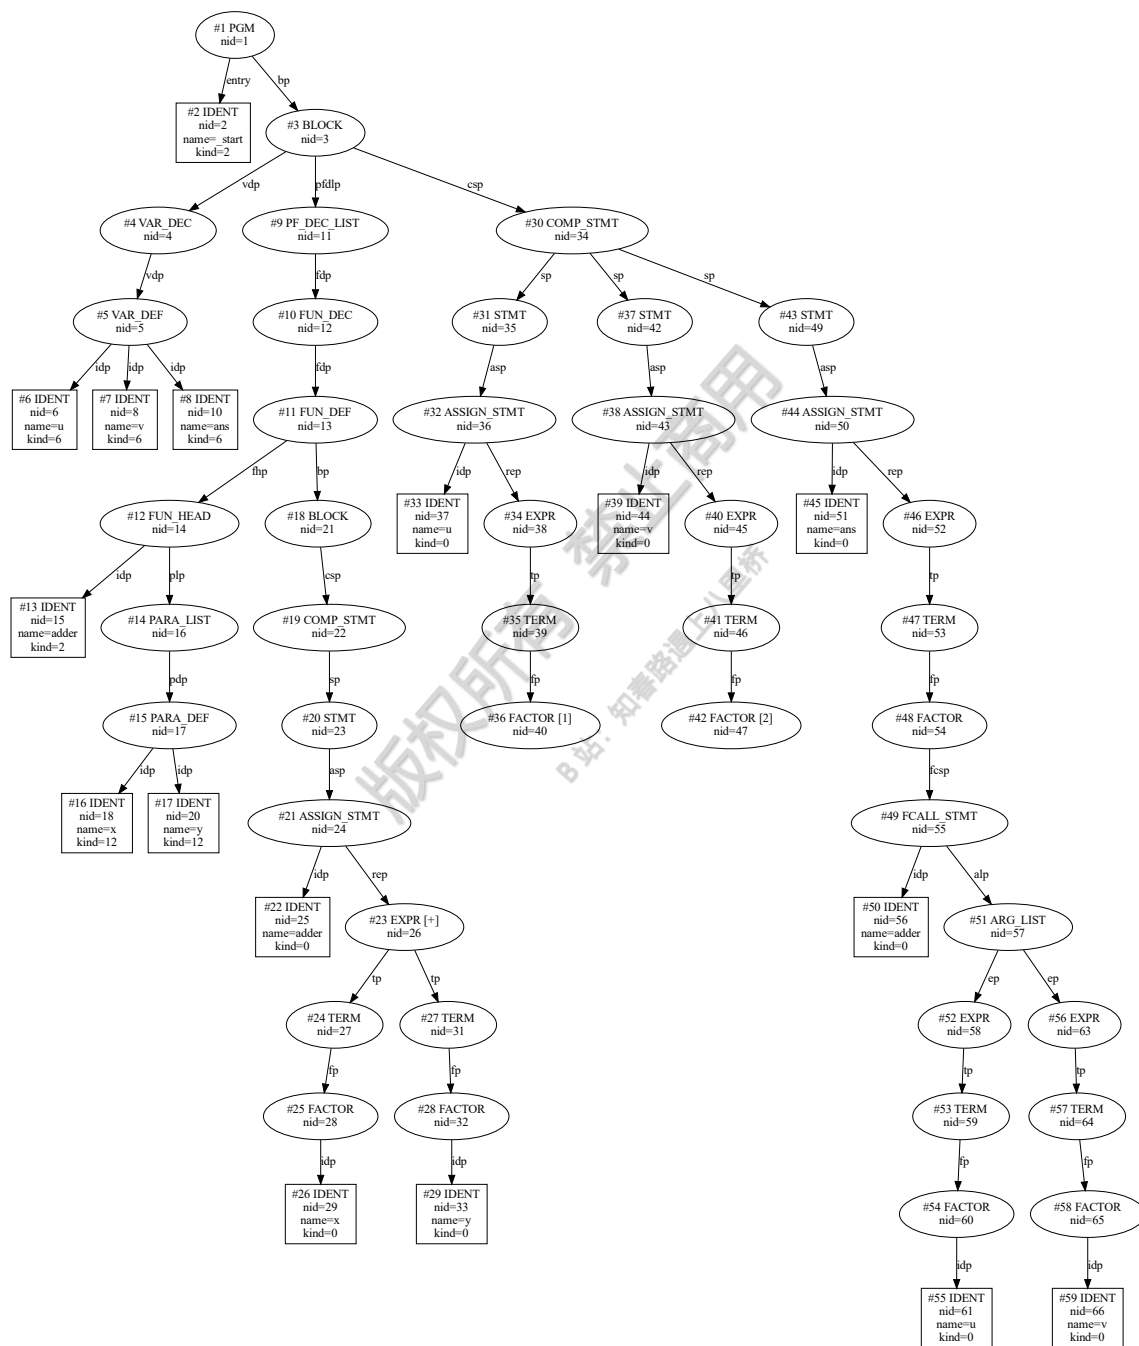 #1 PGM
nid=1
entry
bp
#2 IDENT
nid=2
name=_start
kind=2
#3 BLOCK
nid=3
vdp
pfdlp
csp
#4 VAR_DEC
nid=4
#9 PF_DEC_LIST
nid=11
#30 COMP_STMT
nid=34
vdp
fdp
sp
sp
sp
#5 VAR_DEF
nid=5
#10 FUN_DEC
nid=12
#31 STMT
nid=35
#37 STMT
nid=42
#43 STMT
nid=49
idp
idp
idp
fdp
asp
asp
asp
#6 IDENT
nid=6
name=u
kind=6
#7 IDENT
nid=8
name=v
kind=6
#8 IDENT
nid=10
name=ans
kind=6
#11 FUN_DEF
nid=13
#32 ASSIGN_STMT
nid=36
#38 ASSIGN_STMT
nid=43
#44 ASSIGN_STMT
nid=50
fhp
bp
idp
rep
idp
rep
idp
rep
#12 FUN_HEAD
nid=14
#18 BLOCK
nid=21
#33 IDENT
nid=37
name=u
kind=0
#34 EXPR
nid=38
#39 IDENT
nid=44
name=v
kind=0
#40 EXPR
nid=45
#45 IDENT
nid=51
name=ans
kind=0
#46 EXPR
nid=52
idp
plp
csp
tp
tp
tp
#13 IDENT
nid=15
name=adder
kind=2
#14 PARA_LIST
nid=16
#19 COMP_STMT
nid=22
#35 TERM
nid=39
#41 TERM
nid=46
#47 TERM
nid=53
pdp
sp
fp
fp
fp
#15 PARA_DEF
nid=17
#20 STMT
nid=23
#36 FACTOR [1]
nid=40
#42 FACTOR [2]
nid=47
#48 FACTOR
nid=54
idp
idp
asp
fcsp
#16 IDENT
nid=18
name=x
kind=12
#17 IDENT
nid=20
name=y
kind=12
#21 ASSIGN_STMT
nid=24
#49 FCALL_STMT
nid=55
idp
rep
idp
alp
#22 IDENT
nid=25
name=adder
kind=0
#23 EXPR [+]
nid=26
#50 IDENT
nid=56
name=adder
kind=0
#51 ARG_LIST
nid=57
tp
tp
ep
ep
#24 TERM
nid=27
#27 TERM
nid=31
#52 EXPR
nid=58
#56 EXPR
nid=63
fp
fp
tp
tp
#25 FACTOR
nid=28
#28 FACTOR
nid=32
#53 TERM
nid=59
#57 TERM
nid=64
idp
idp
fp
fp
#26 IDENT
nid=29
name=x
kind=0
#29 IDENT
nid=33
name=y
kind=0
#54 FACTOR
nid=60
#58 FACTOR
nid=65
idp
idp
#55 IDENT
nid=61
name=u
kind=0
#59 IDENT
nid=66
name=v
kind=0
版权所有 禁止商用
B站：知春路遇上八里桥